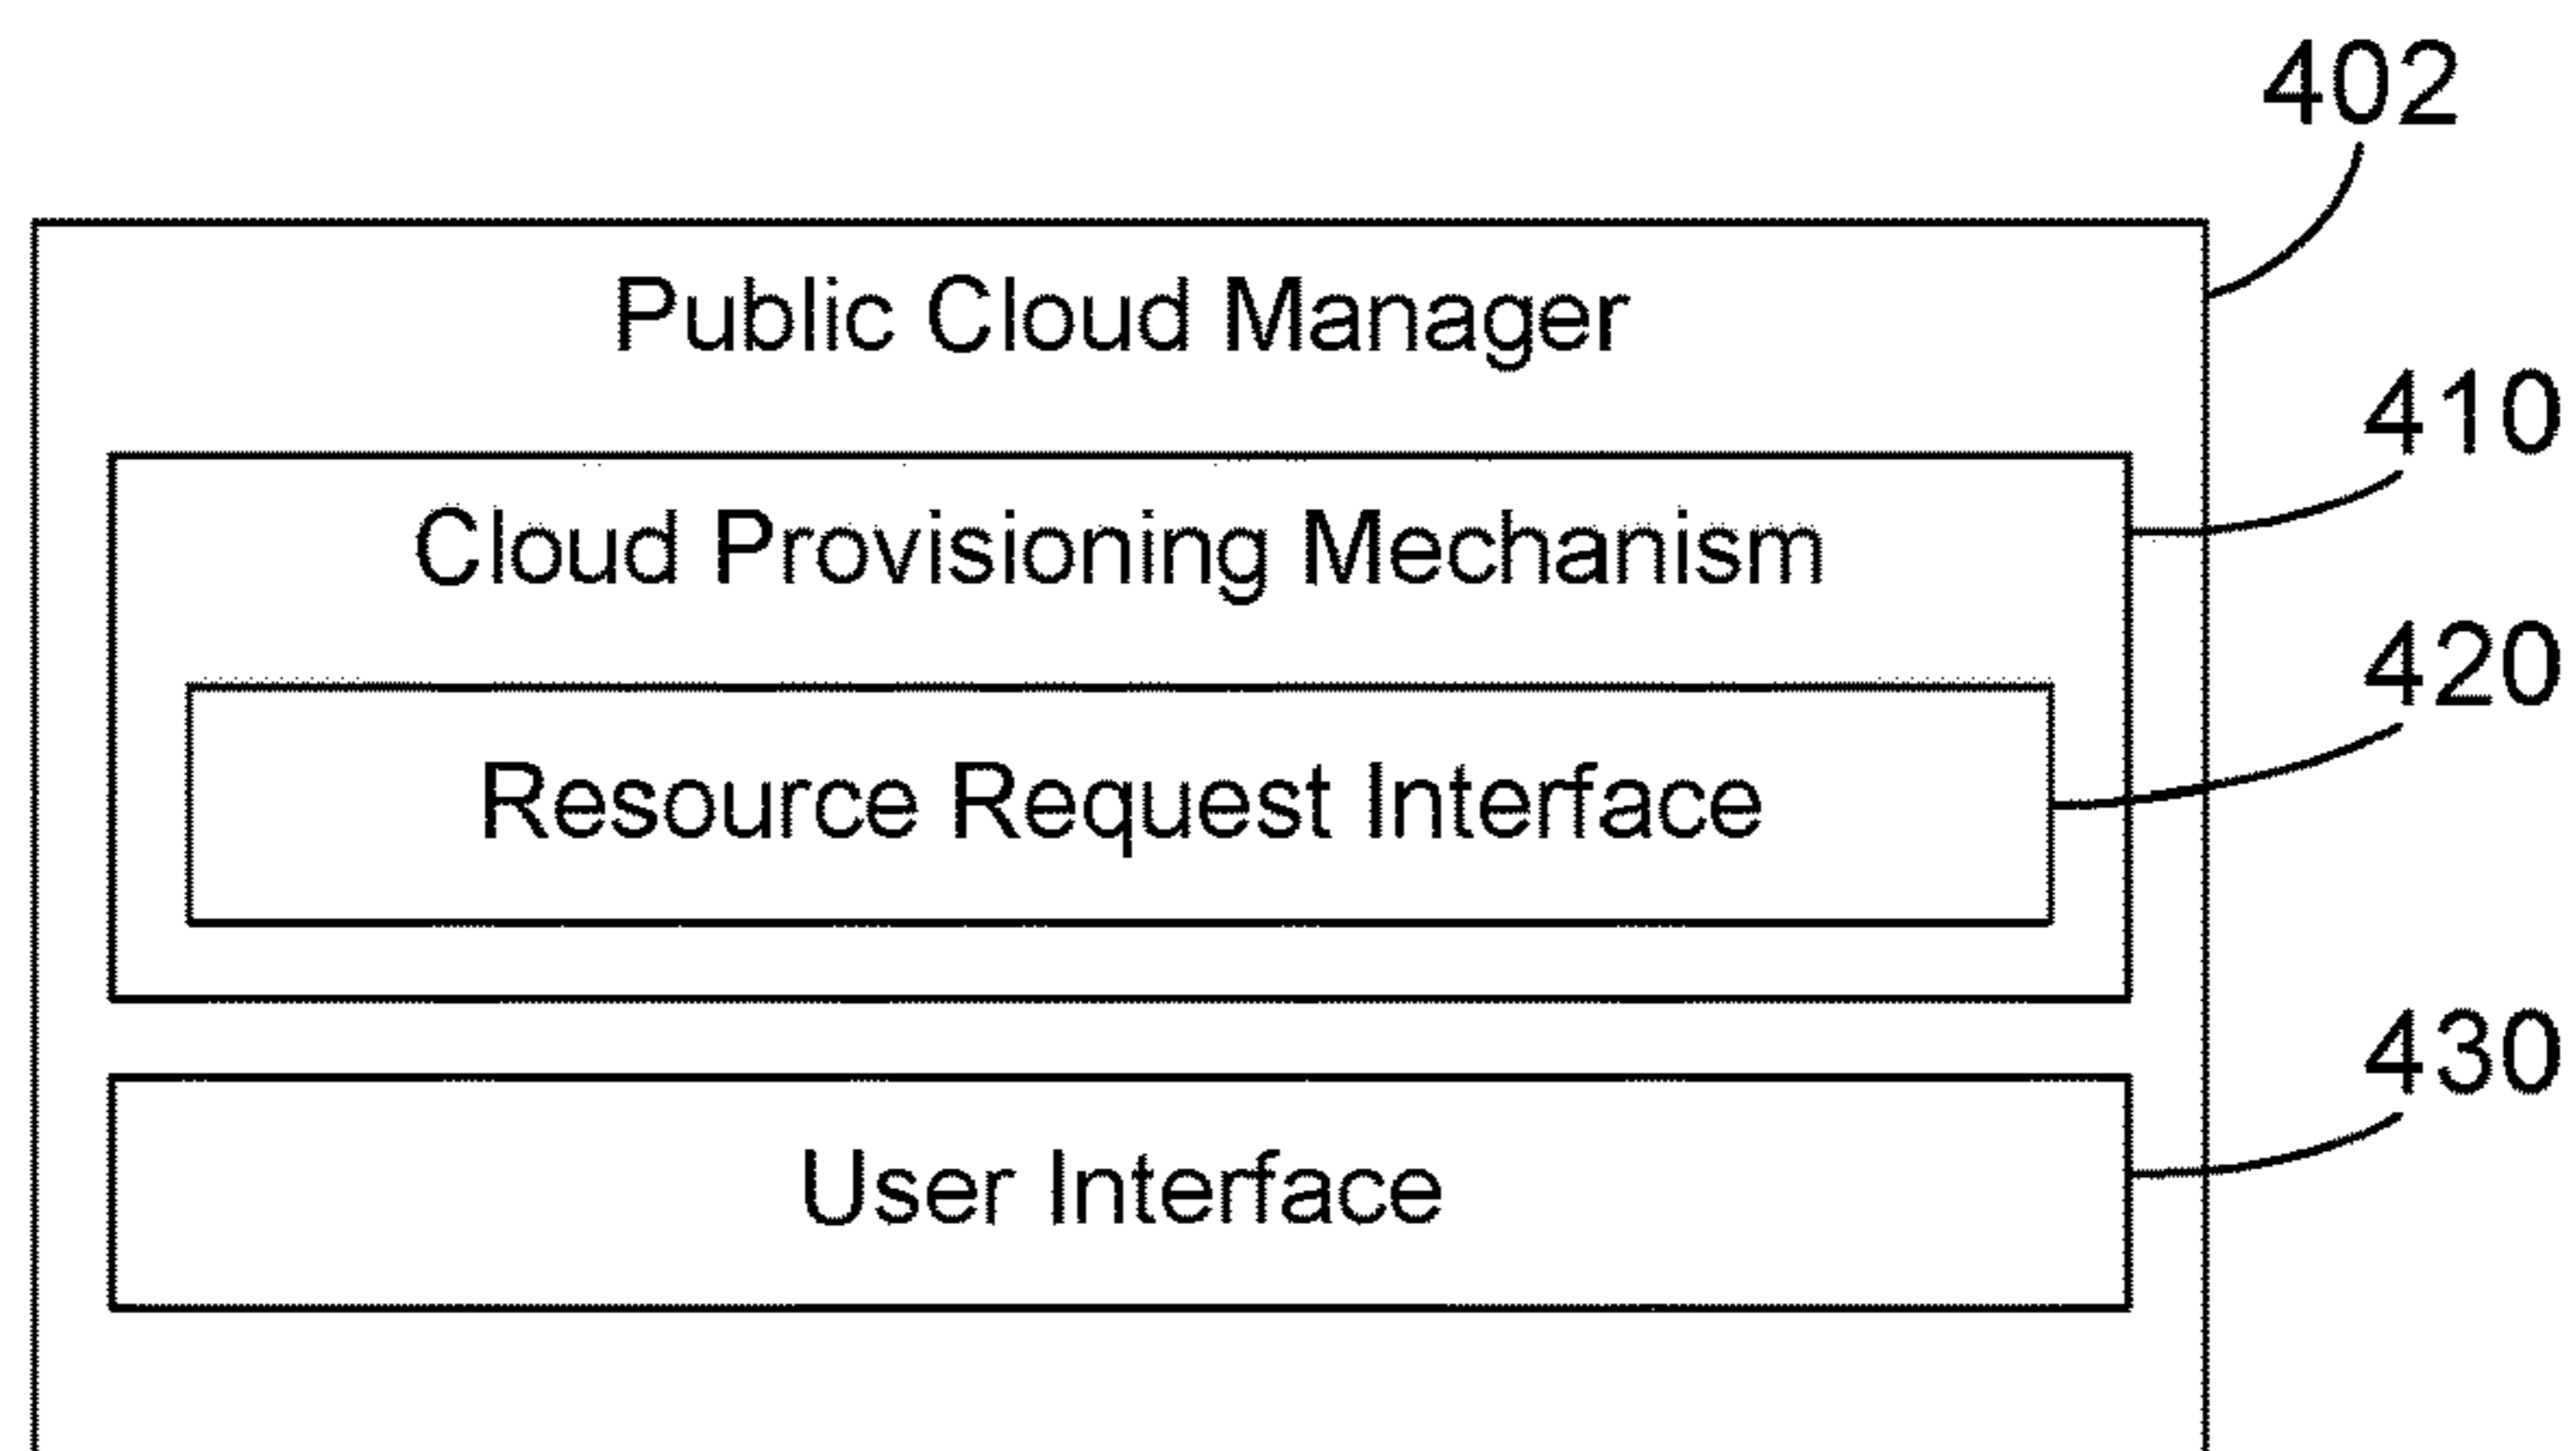 402
Public Cloud Manager
410
Cloud Provisioning Mechanism
420
Resource Request Interface
430
User Interface